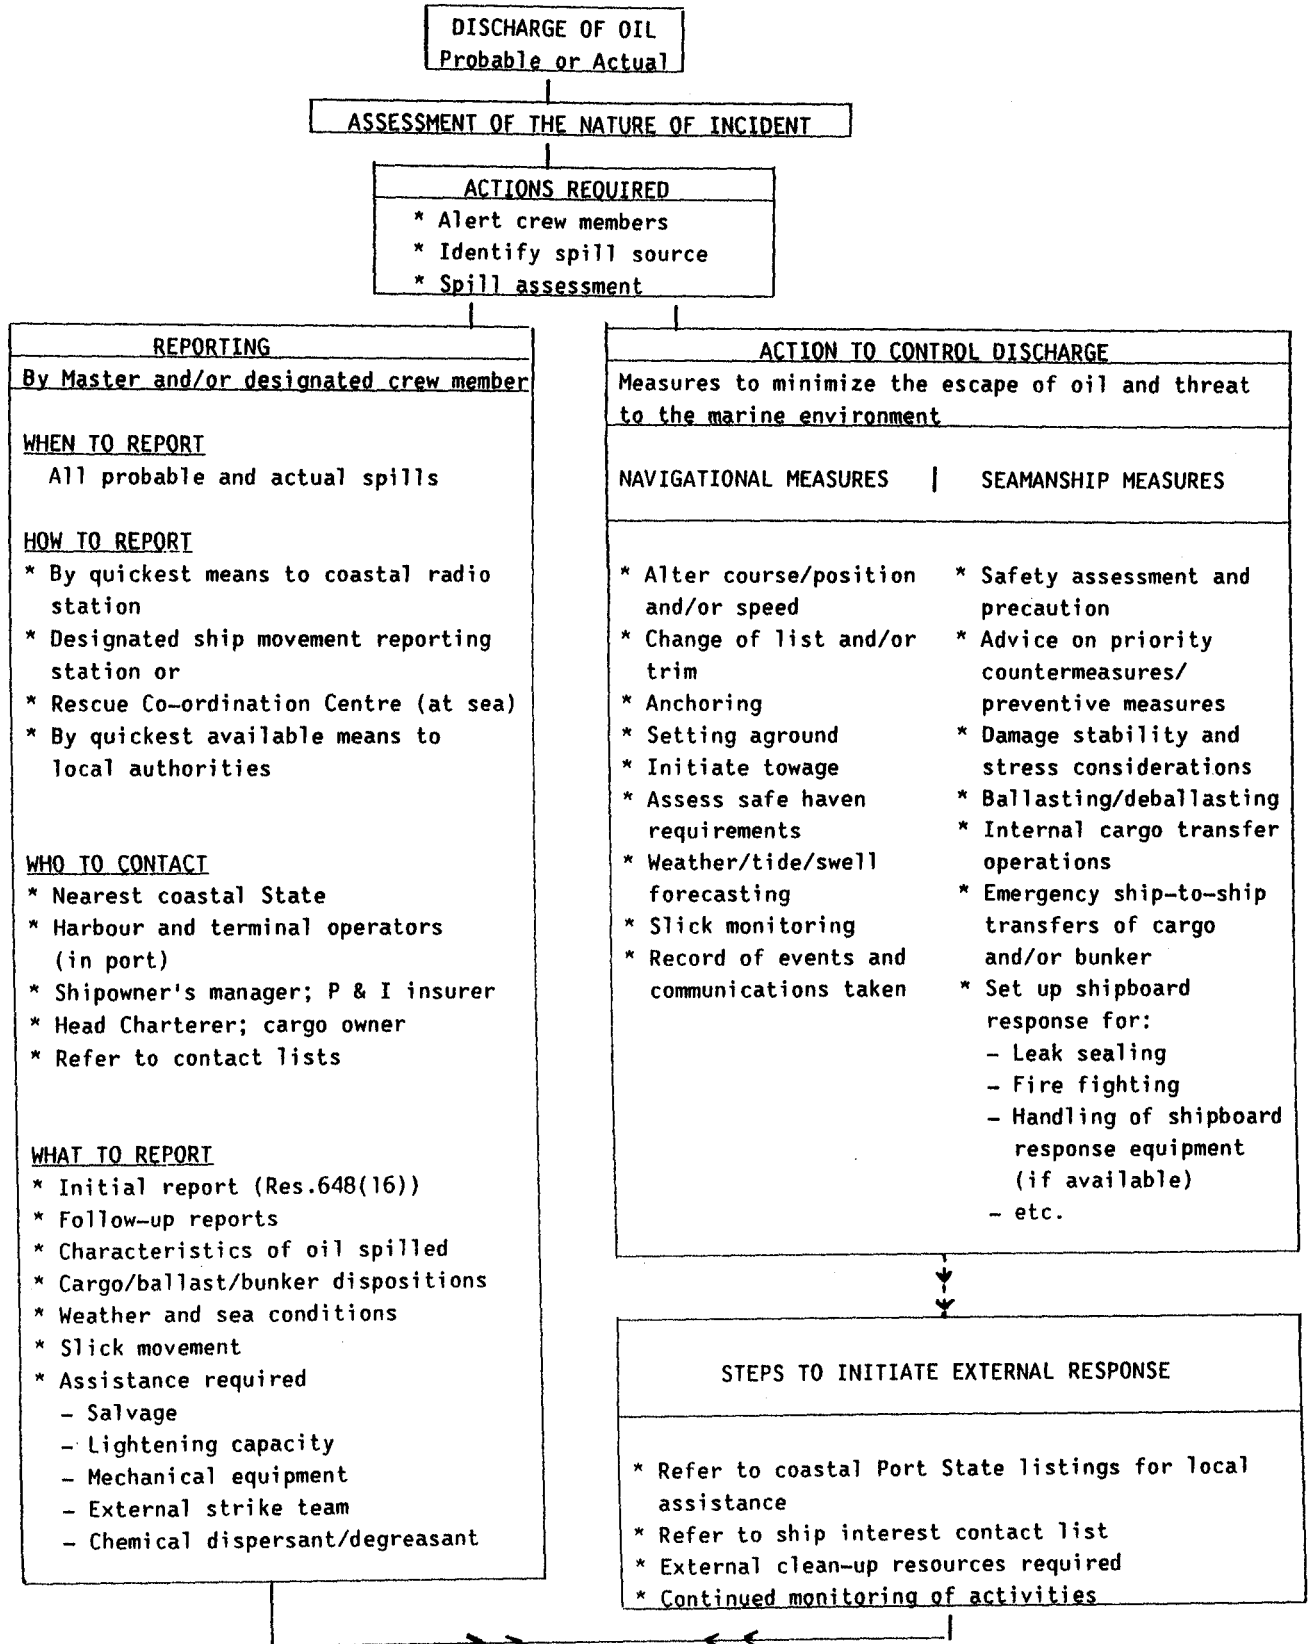 DISCHARGE OF OIL
Probable or Actual
ASSESSMENT OF THE NATURE OF INCIDENT
ACTIONS REQUIRED
* Alert crew members
* Identify spill source
* Spill assessment
REPORTING
By Master and/or designated crew member
WHEN TO REPORT
All probable and actual spills
HOW TO REPORT
* By quickest means to coastal radio
station
* Designated ship movement reporting
station or
* Rescue Co-ordination Centre (at sea)
* By quickest available means to
local authorities
WHO TO CONTACT
* Nearest coastal State
* Harbour and terminal operators
(in port)
* Shipowner's manager; P & I insurer
* Head Charterer; cargo owner
* Refer to contact lists
WHAT TO REPORT
* Initial report (Res.648(16))
* Follow-up reports
* Characteristics of oil spilled
* Cargo/ballast/bunker dispositions
* Weather and sea conditions
* Slick movement
* Assistance required
- Salvage
- Lightening capacity
- Mechanical equipment
- External strike team
- Chemical dispersant/degreasant
ACTION TO CONTROL DISCHARGE
Measures to minimize the escape of oil and threat
to the marine environment
NAVIGATIONAL MEASURES | SEAMANSHIP MEASURES
* Alter course/position
and/or speed
* Change of list and/or
trim
* Anchoring
* Setting aground
* Initiate towage
* Assess safe haven
requirements
* Weather/tide/swell
forecasting
* Slick monitoring
* Record of events and
communications taken
* Safety assessment and
precaution
* Advice on priority
countermeasures/
preventive measures
* Damage stability and
stress considerations
* Ballasting/deballasting
* Internal cargo transfer
operations
* Emergency ship-to-ship
transfers of cargo
and/or bunker
* Set up shipboard
response for:
- Leak sealing
- Fire fighting
- Handling of shipboard
response equipment
(if available)
- etc.
STEPS TO INITIATE EXTERNAL RESPONSE
* Refer to coastal Port State listings for local
assistance
* Refer to ship interest contact list
* External clean-up resources required
* Continued monitoring of activities